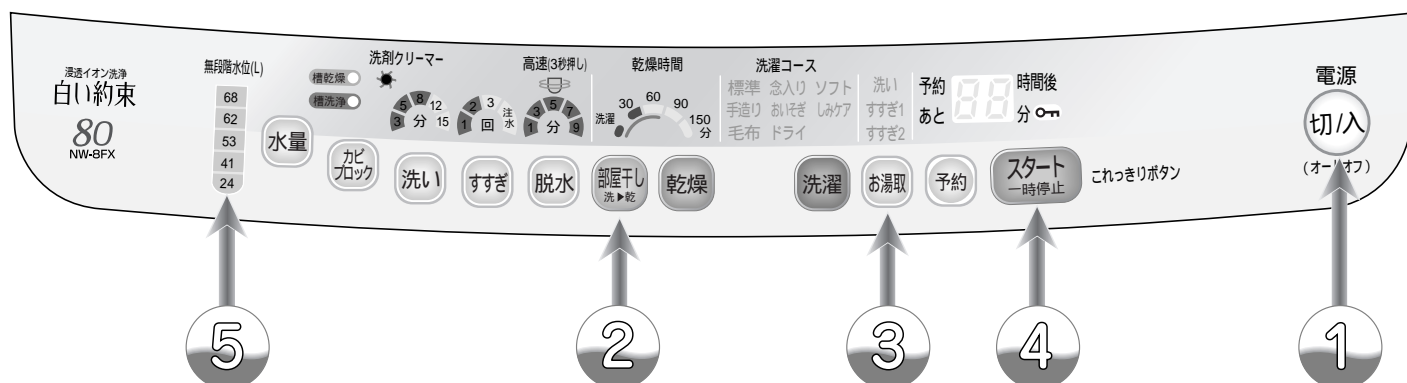 浸透イオン洗浄
白い約束
80
NW-8FX
無段階水位(L)
68
62
53
41
24
水量
槽乾燥
槽洗浄
カビ
ブロック
洗剤クリーマー
3 5 8 12 15
分
洗い
1 2 3 注水
回
すすぎ
高速(3秒押し)
1 3 5 7 9
分
脱水
乾燥時間
洗濯 30 60 90 150
分
部屋干し
洗▶乾
乾燥
洗濯コース
標準 念入り ソフト
手造り おいそぎ しみケア
毛布 ドライ
洗い
すすぎ1
すすぎ2
洗濯
お湯取
予約 88 時間後
あと 分
予約
スタート
一時停止
これっきりボタン
電源
切/入
5
2
3
4
1